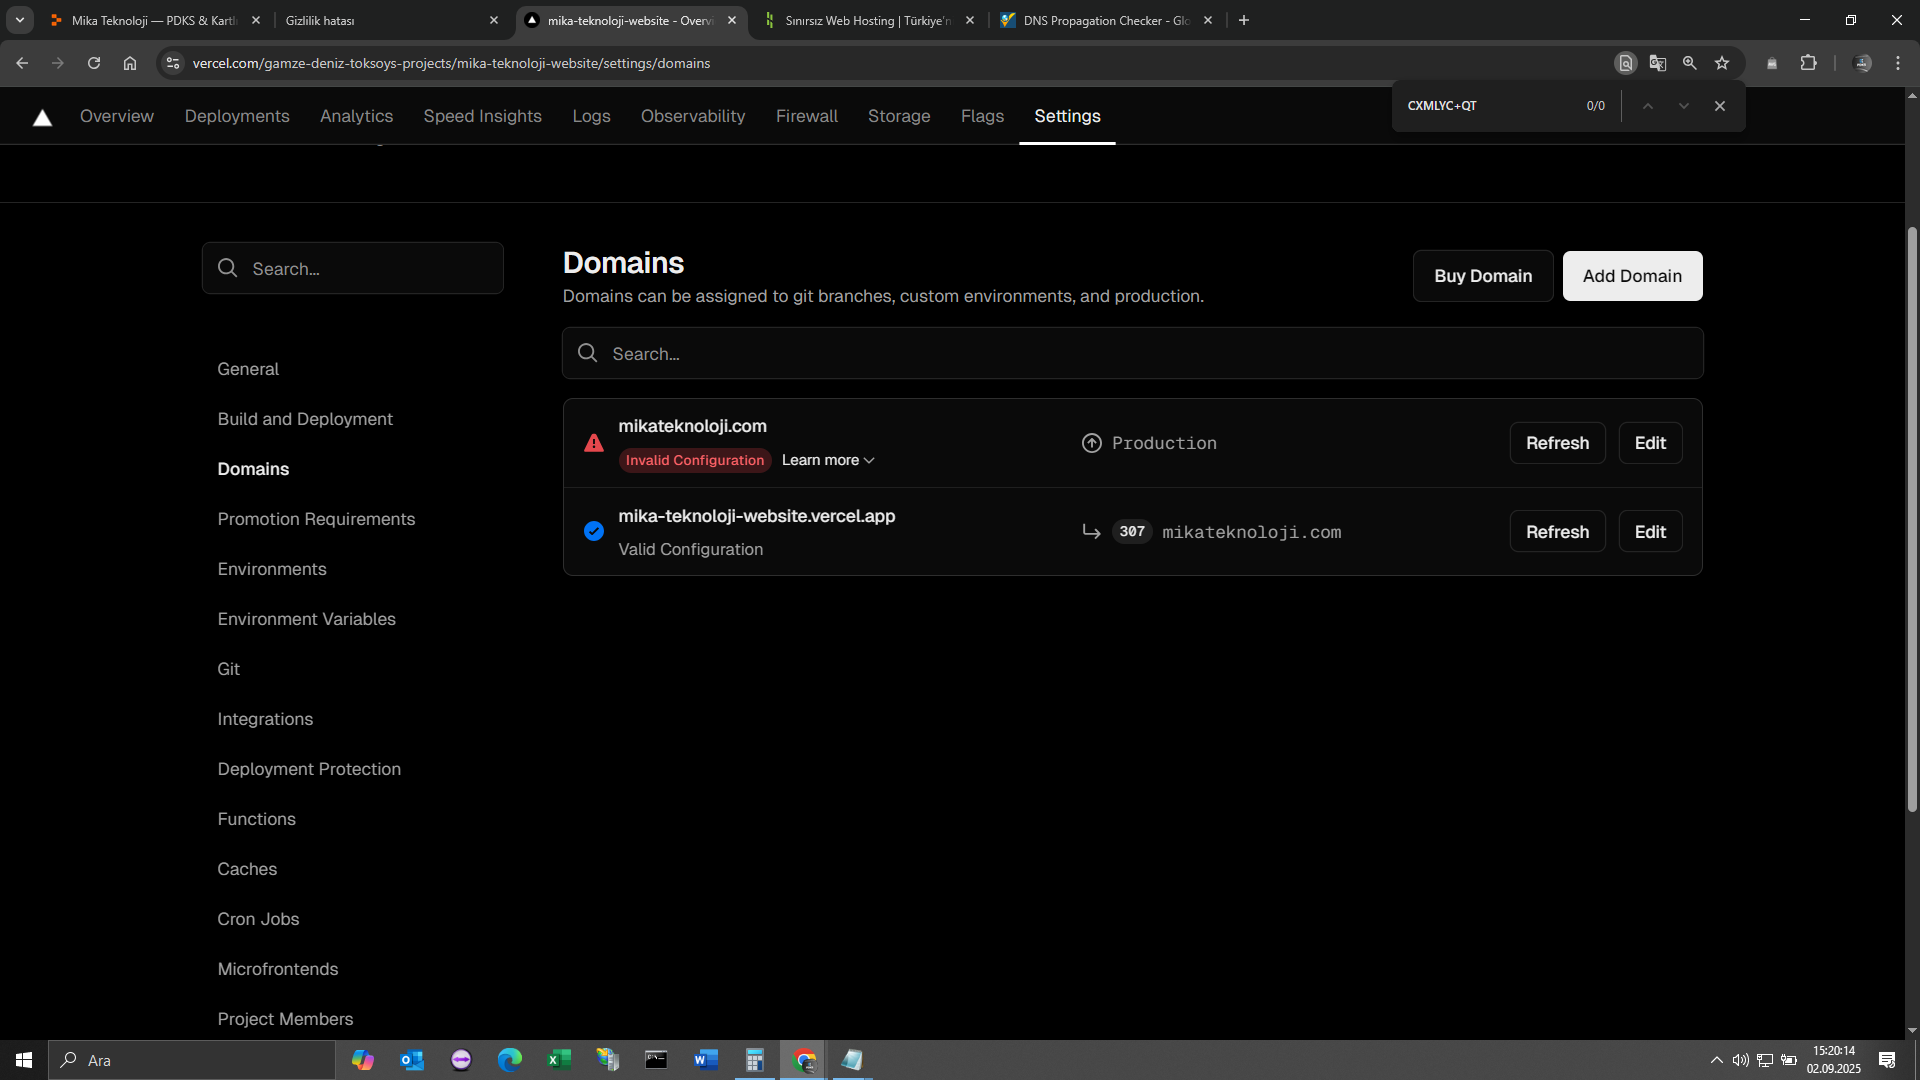 Mika Teknoloji — PDKS & Kartlı
Gizlilik hatası
mika-teknoloji-website - Overvi
Sınırsız Web Hosting | Türkiye'n
DNS Propagation Checker - Glo
vercel.com/gamze-deniz-toksoys-projects/mika-teknoloji-website/settings/domains
CXMLYC+QT
0/0
Overview
Deployments
Analytics
Speed Insights
Logs
Observability
Firewall
Storage
Flags
Settings
Search...
General
Build and Deployment
Domains
Promotion Requirements
Environments
Environment Variables
Git
Integrations
Deployment Protection
Functions
Caches
Cron Jobs
Microfrontends
Project Members
Domains
Domains can be assigned to git branches, custom environments, and production.
Buy Domain
Add Domain
Search...
mikateknoloji.com
Invalid Configuration
Learn more
Production
Refresh
Edit
mika-teknoloji-website.vercel.app
Valid Configuration
307
mikateknoloji.com
Refresh
Edit
Ara
15:20:14
02.09.2025